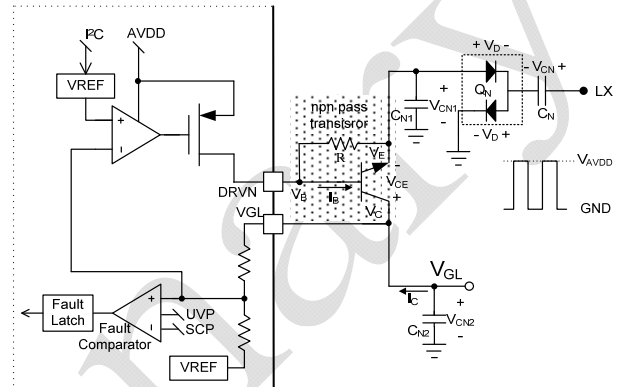 I²C
AVDD
VREF
+
-
DRVN
VGL
Fault
Latch
+
-
UVP
SCP
Fault
Comparator
VREF
npn pass
transisror
R
VE
VB
IB
VC
-
VCE
+
+
VCN1
-
CN1
+ VD -
QN
- VD +
- VCN +
CN
LX
VAVDD
GND
VGL
IC
+
VCN2
-
CN2
nary